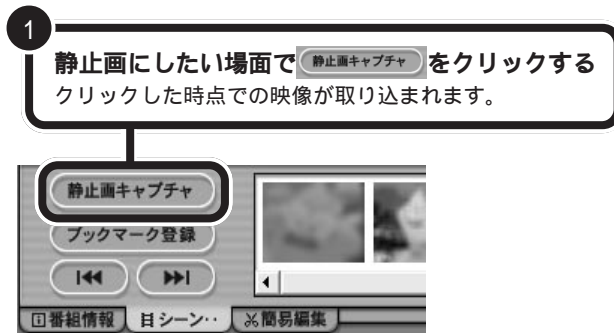 1
静止画にしたい場面で 静止画キャプチャ をクリックする
クリックした時点での映像が取り込まれます。
静止画キャプチャ
ブックマーク登録
番組情報 シーン‥ 簡易編集